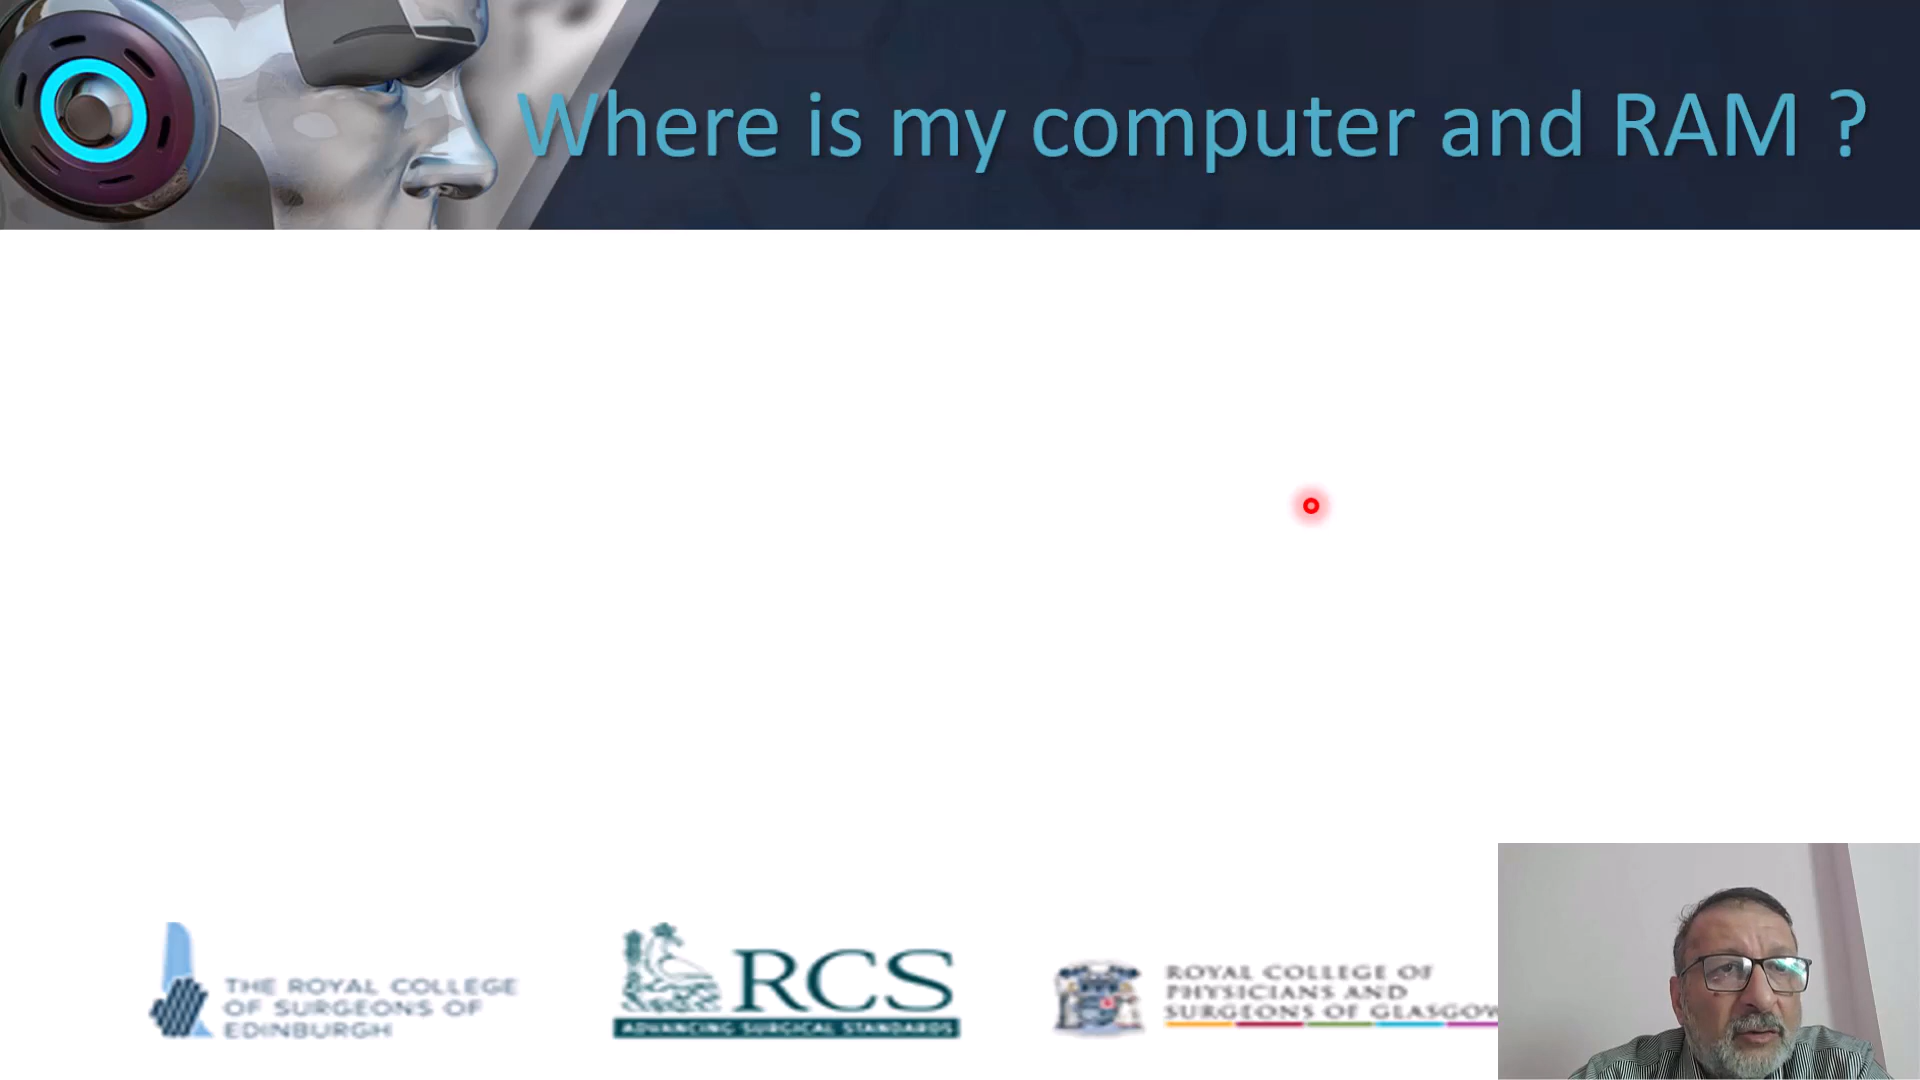 Where is my computer and RAM ?
THE ROYAL COLLEGE
OF SURGEONS OF
EDINBURGH
RCS
ADVANCING SURGICAL STANDARDS
ROYAL COLLEGE OF
PHYSICIANS AND
SURGEONS OF GLASGOW